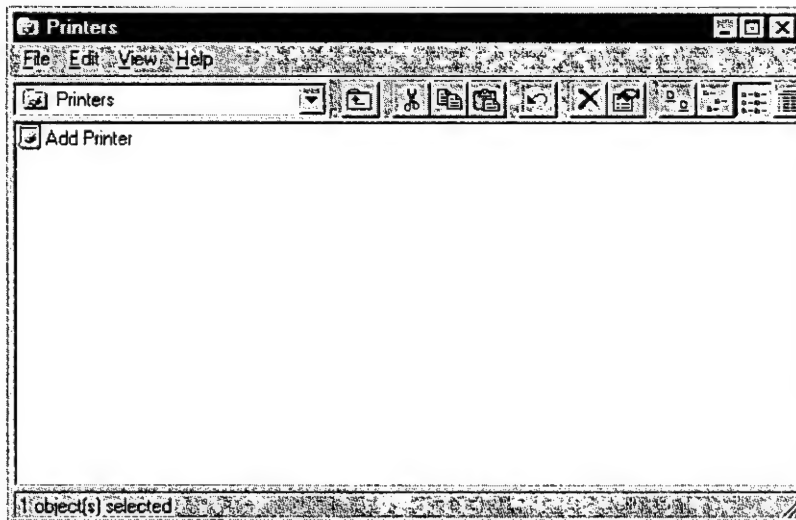 Printers
File Edit View Help
Printers
Add Printer
1 object(s) selected